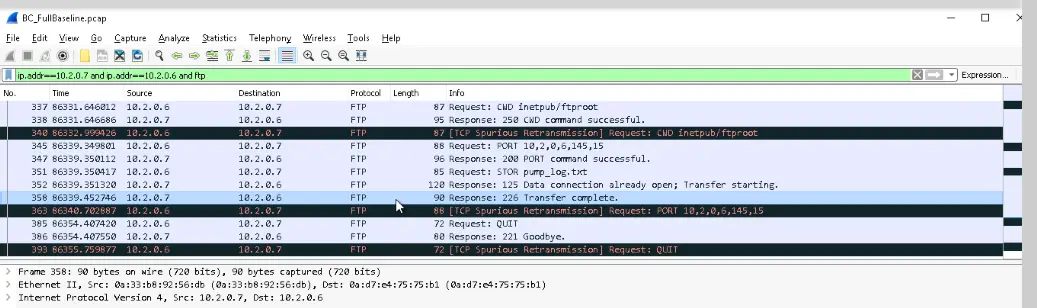 BC_FullBaseline.pcap
File Edit View Go Capture Analyze Statistics Telephony Wireless Tools Help
ip.addr==10.2.0.7 and ip.addr==10.2.0.6 and ftp Expression...
No. Time Source Destination Protocol Length Info
337 86331.646012 10.2.0.6 10.2.0.7 FTP 87 Request: CWD inetpub/ftproot
338 86331.646686 10.2.0.7 10.2.0.6 FTP 95 Response: 250 CWD command successful.
340 86332.999426 10.2.0.6 10.2.0.7 FTP 87 [TCP Spurious Retransmission] Request: CWD inetpub/ftproot
345 86339.349801 10.2.0.6 10.2.0.7 FTP 88 Request: PORT 10,2,0,6,145,15
347 86339.350112 10.2.0.7 10.2.0.6 FTP 96 Response: 200 PORT command successful.
351 86339.350417 10.2.0.6 10.2.0.7 FTP 85 Request: STOR pump_log.txt
352 86339.351320 10.2.0.7 10.2.0.6 FTP 120 Response: 125 Data connection already open; Transfer starting.
358 86339.452746 10.2.0.7 10.2.0.6 FTP 90 Response: 226 Transfer complete.
363 86340.702887 10.2.0.6 10.2.0.7 FTP 88 [TCP Spurious Retransmission] Request: PORT 10,2,0,6,145,15
385 86354.407420 10.2.0.6 10.2.0.7 FTP 72 Request: QUIT
386 86354.407550 10.2.0.7 10.2.0.6 FTP 80 Response: 221 Goodbye.
393 86355.759877 10.2.0.6 10.2.0.7 FTP 72 [TCP Spurious Retransmission] Request: QUIT
Frame 358: 90 bytes on wire (720 bits), 90 bytes captured (720 bits)
Ethernet II, Src: 0a:33:b8:92:56:db (0a:33:b8:92:56:db), Dst: 0a:d7:e4:75:75:b1 (0a:d7:e4:75:75:b1)
Internet Protocol Version 4, Src: 10.2.0.7, Dst: 10.2.0.6